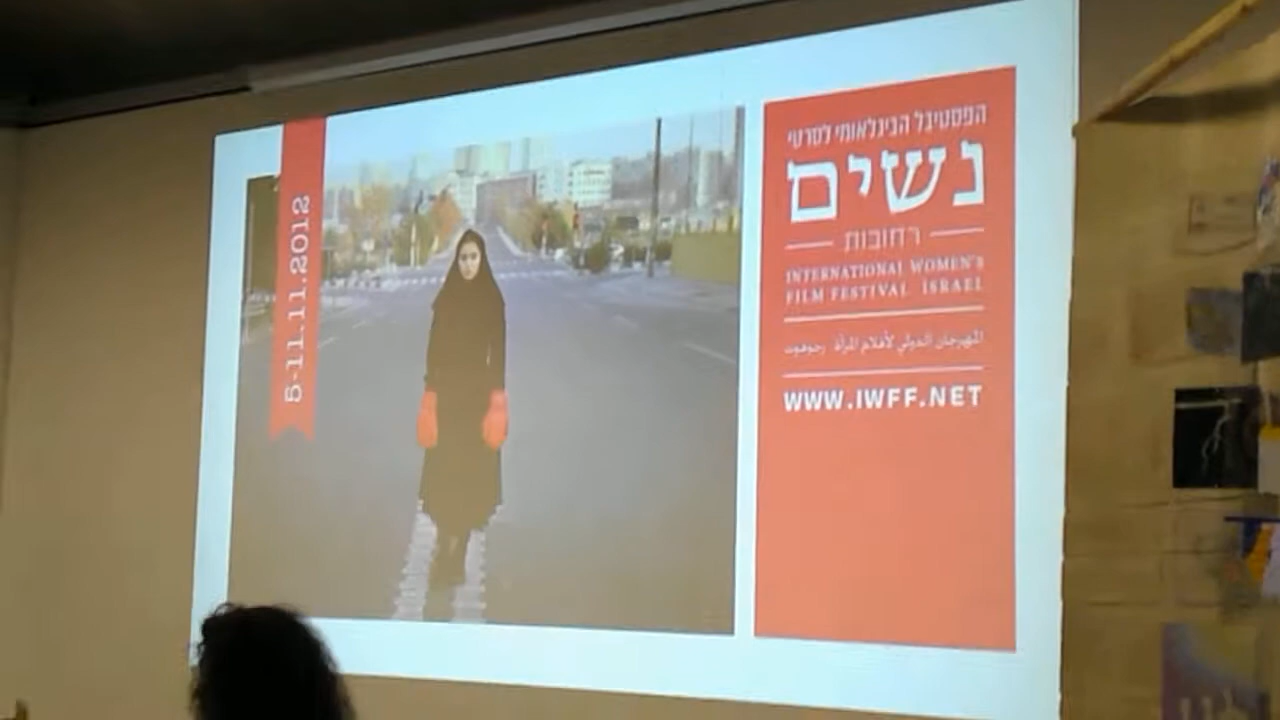 5-11.11.2012
הפסטיבל הבינלאומי לסרטי
נשים
רחובות
INTERNATIONAL WOMEN'S
FILM FESTIVAL ISRAEL
المهرجان الدولي لأفلام المرأة رحوبوت
WWW.IWFF.NET